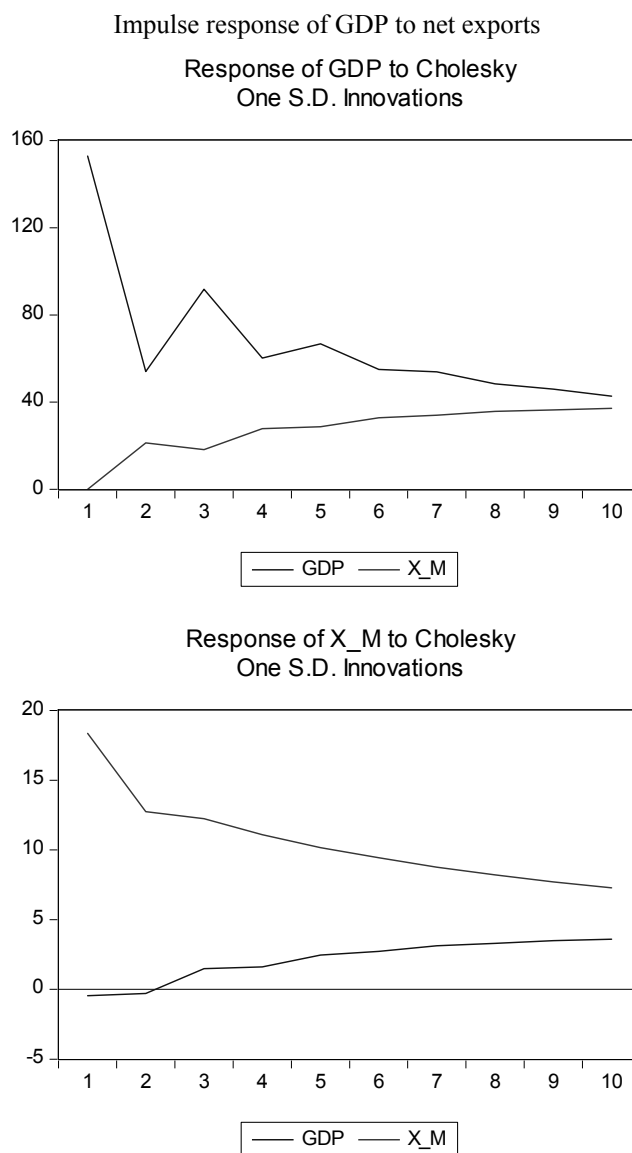 Impulse response of GDP to net exports
Response of GDP to Cholesky
One S.D. Innovations
160
120
80
40
0
1 2 3 4 5 6 7 8 9 10
GDP X_M
Response of X_M to Cholesky
One S.D. Innovations
20
15
10
5
0
-5
1 2 3 4 5 6 7 8 9 10
GDP X_M